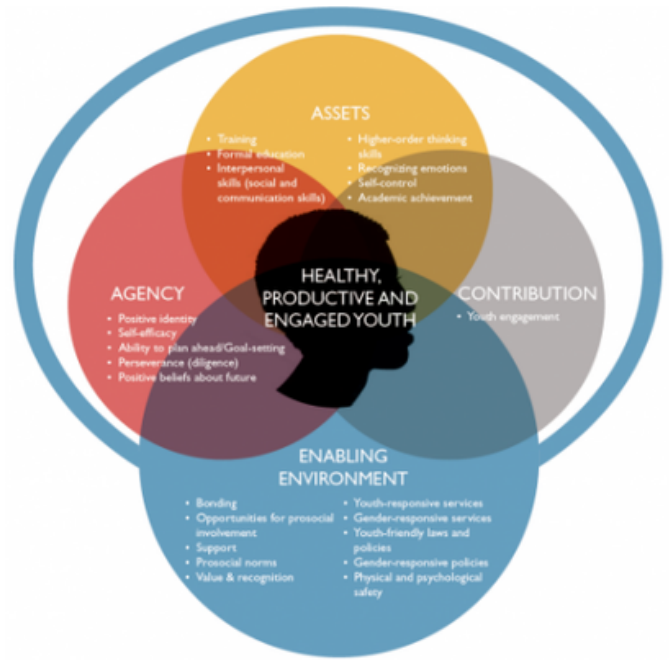 ASSETS
• Training
• Formal education
• Interpersonal
skills (social and
communication skills)
• Higher-order thinking
skills
• Recognizing emotions
• Self-control
• Academic achievement
AGENCY
• Positive identity
• Self-efficacy
• Ability to plan ahead/Goal-setting
• Perseverance (diligence)
• Positive beliefs about future
HEALTHY,
PRODUCTIVE AND
ENGAGED YOUTH
CONTRIBUTION
• Youth engagement
ENABLING
ENVIRONMENT
• Bonding
• Opportunities for prosocial
involvement
• Support
• Prosocial norms
• Value & recognition
• Youth-responsive services
• Gender-responsive services
• Youth-friendly laws and
policies
• Gender-responsive policies
• Physical and psychological
safety